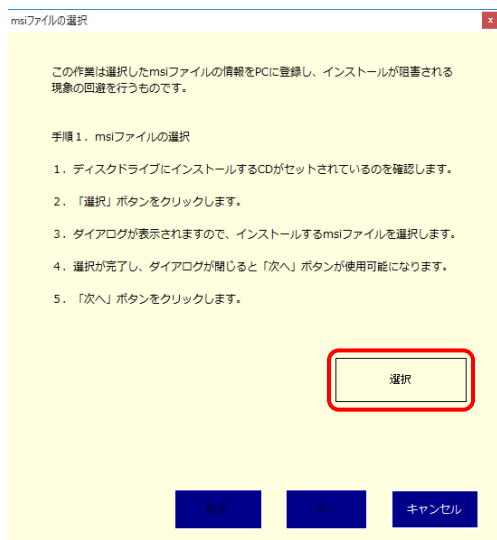 msiファイルの選択
x
この作業は選択したmsiファイルの情報をPCに登録し、インストールが阻害される
現象の回避を行うものです。
手順１．msiファイルの選択
１．ディスクドライブにインストールするCDがセットされているのを確認します。
２．「選択」ボタンをクリックします。
３．ダイアログが表示されますので、インストールするmsiファイルを選択します。
４．選択が完了し、ダイアログが閉じると「次へ」ボタンが使用可能になります。
５．「次へ」ボタンをクリックします。
選択
次へ
キャンセル